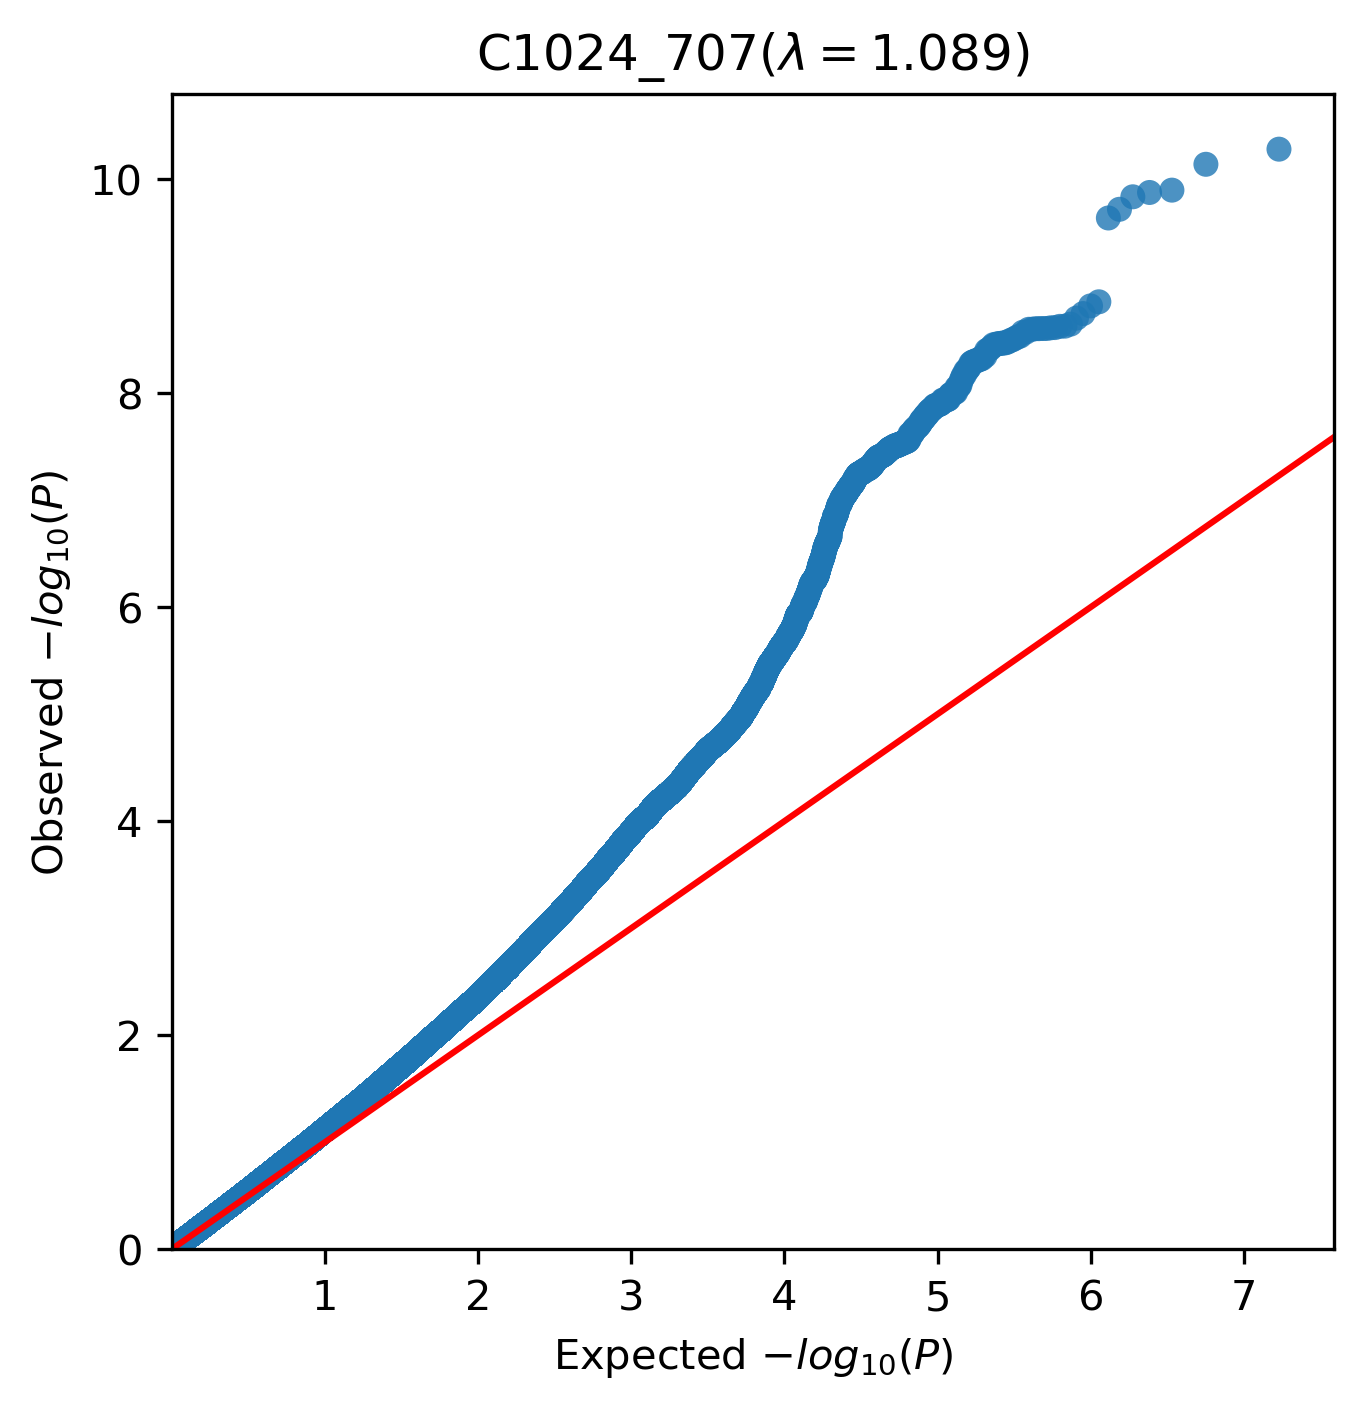 C1024_707(λ = 1.089)
10
8
6
4
2
0
Observed −log₁₀(P)
1 2 3 4 5 6 7
Expected −log₁₀(P)